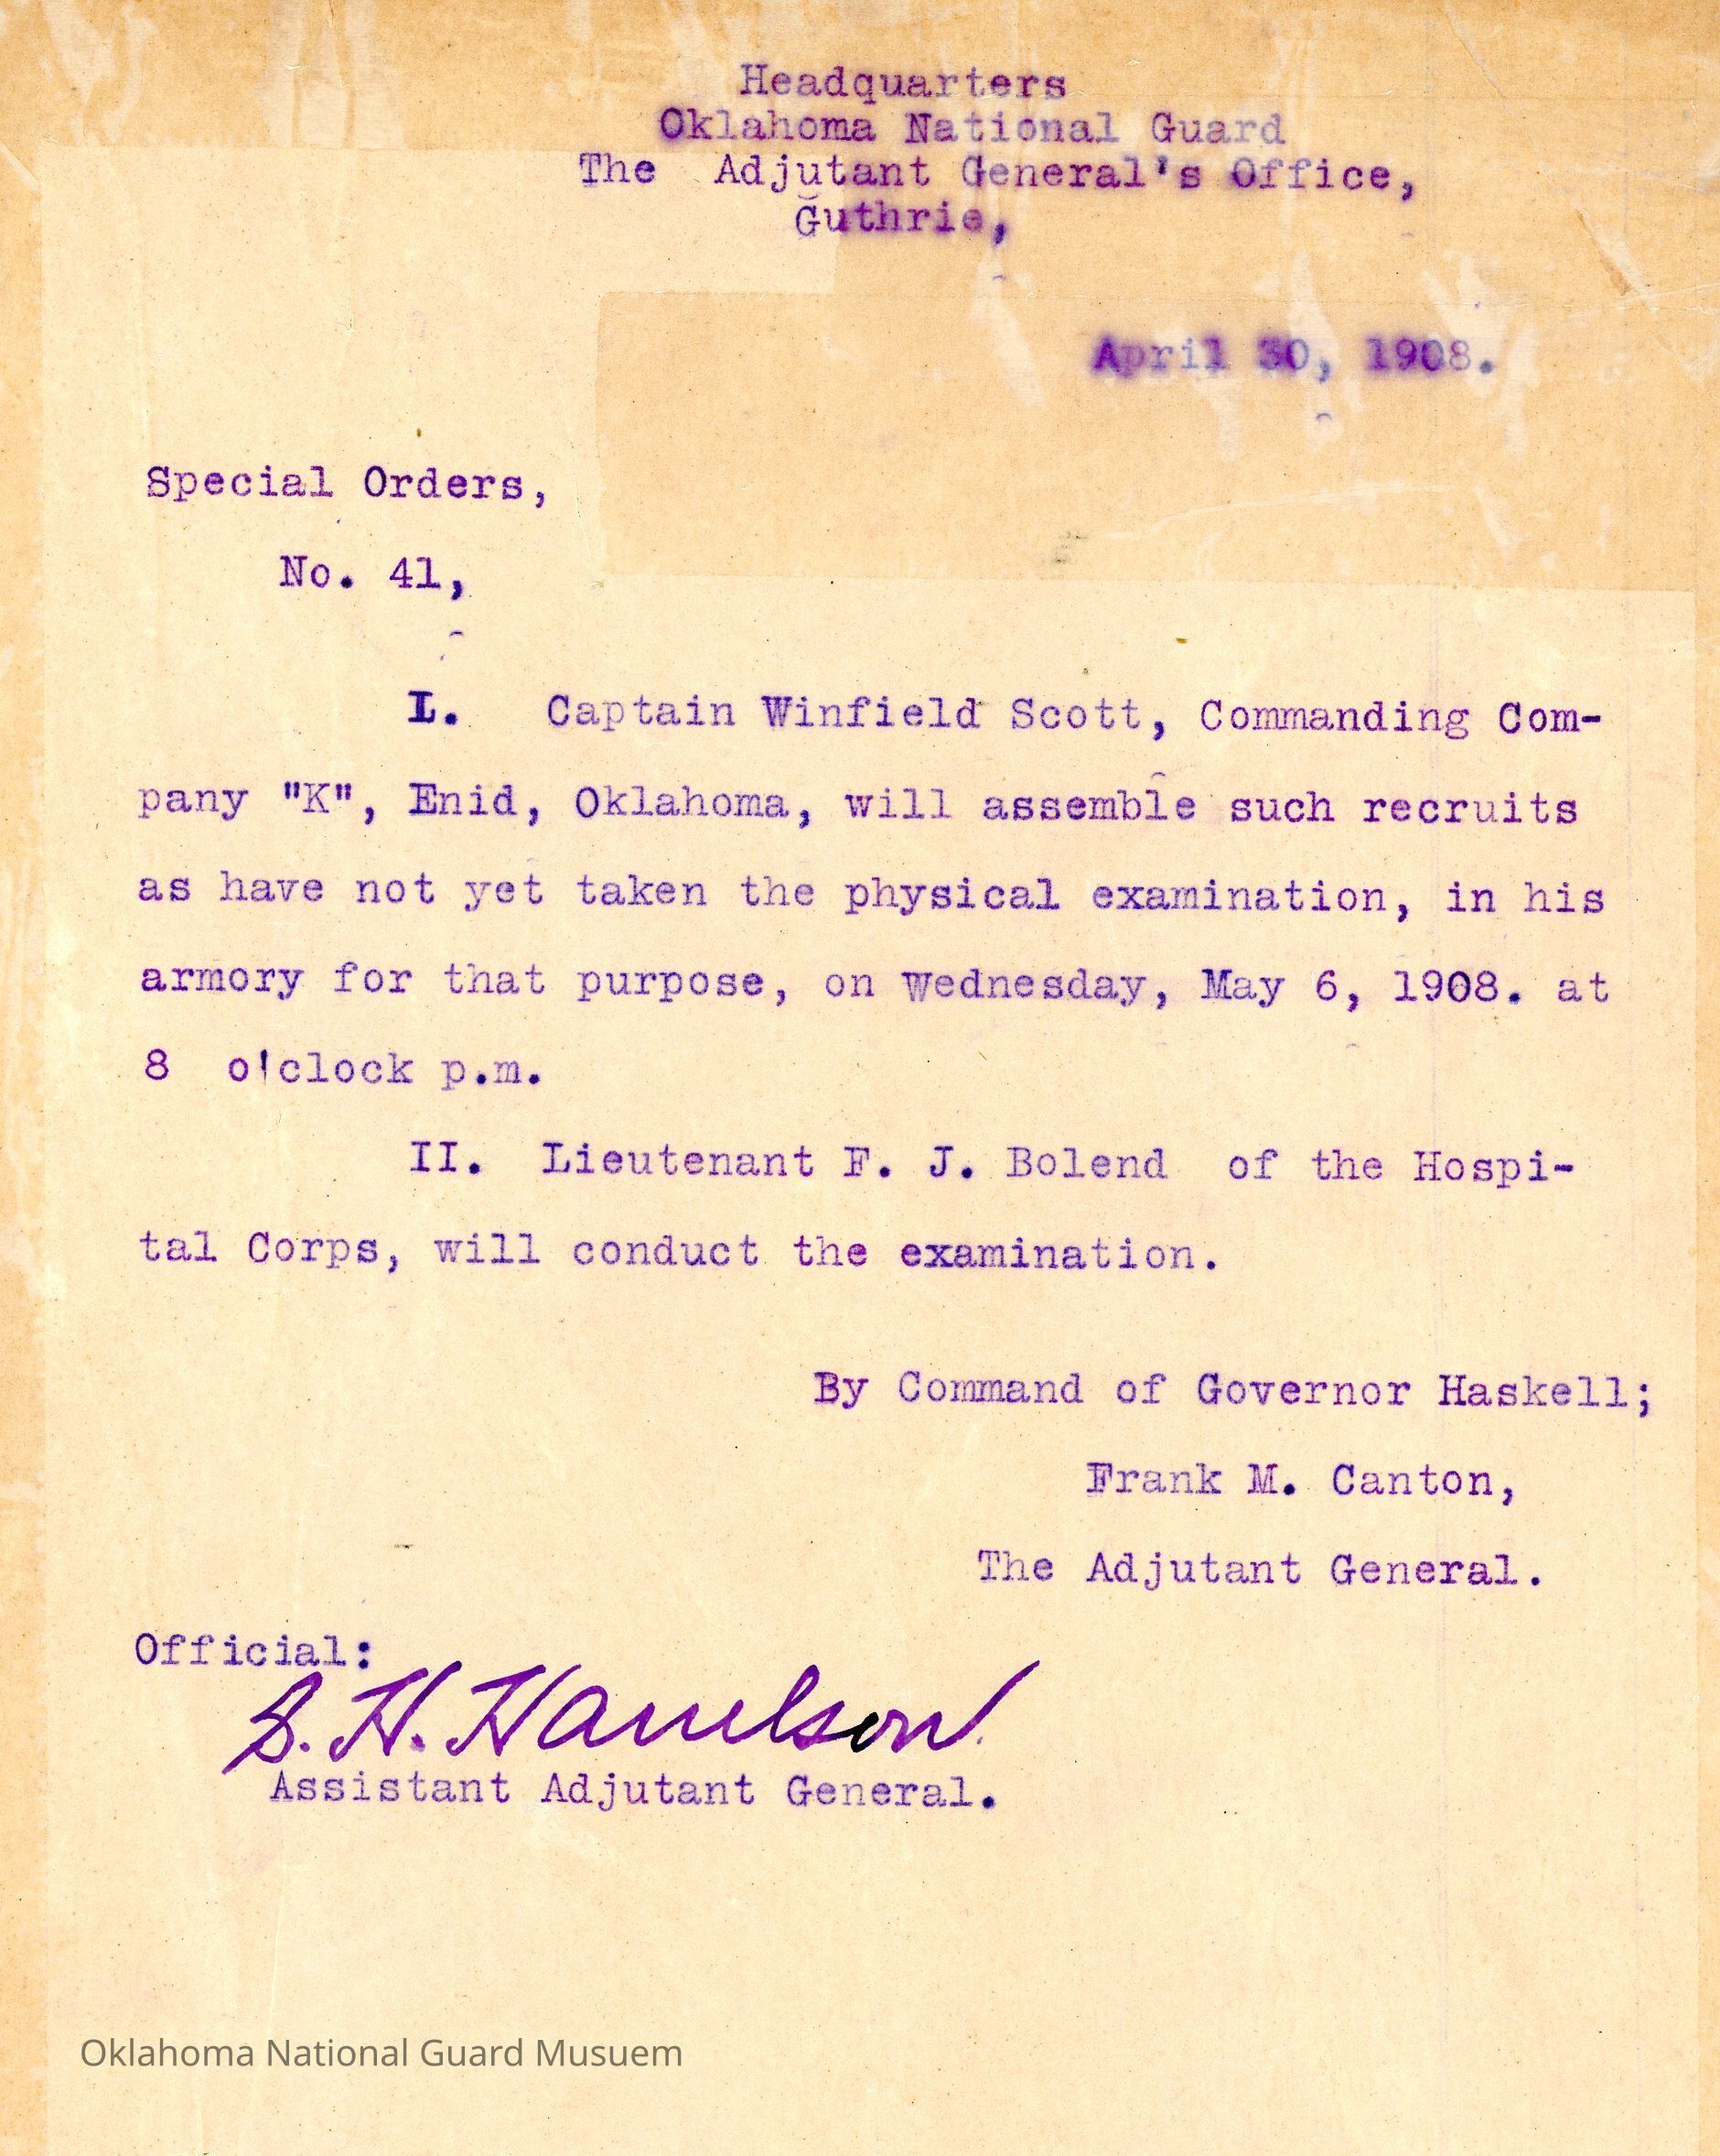 Headquarters
Oklahoma National Guard
The Adjutant General's Office,
Guthrie,
April 30, 1908.
Special Orders,
No. 41,
I. Captain Winfield Scott, Commanding Com-
pany "K", Enid, Oklahoma, will assemble such recruits
as have not yet taken the physical examination, in his
armory for that purpose, on Wednesday, May 6, 1908. at
8 o'clock p.m.
II. Lieutenant F. J. Bolend of the Hospi-
tal Corps, will conduct the examination.
By Command of Governor Haskell;
Frank M. Canton,
The Adjutant General.
Official:
H.
Assistant Adjutant General.
Oklahoma National Guard Musuem